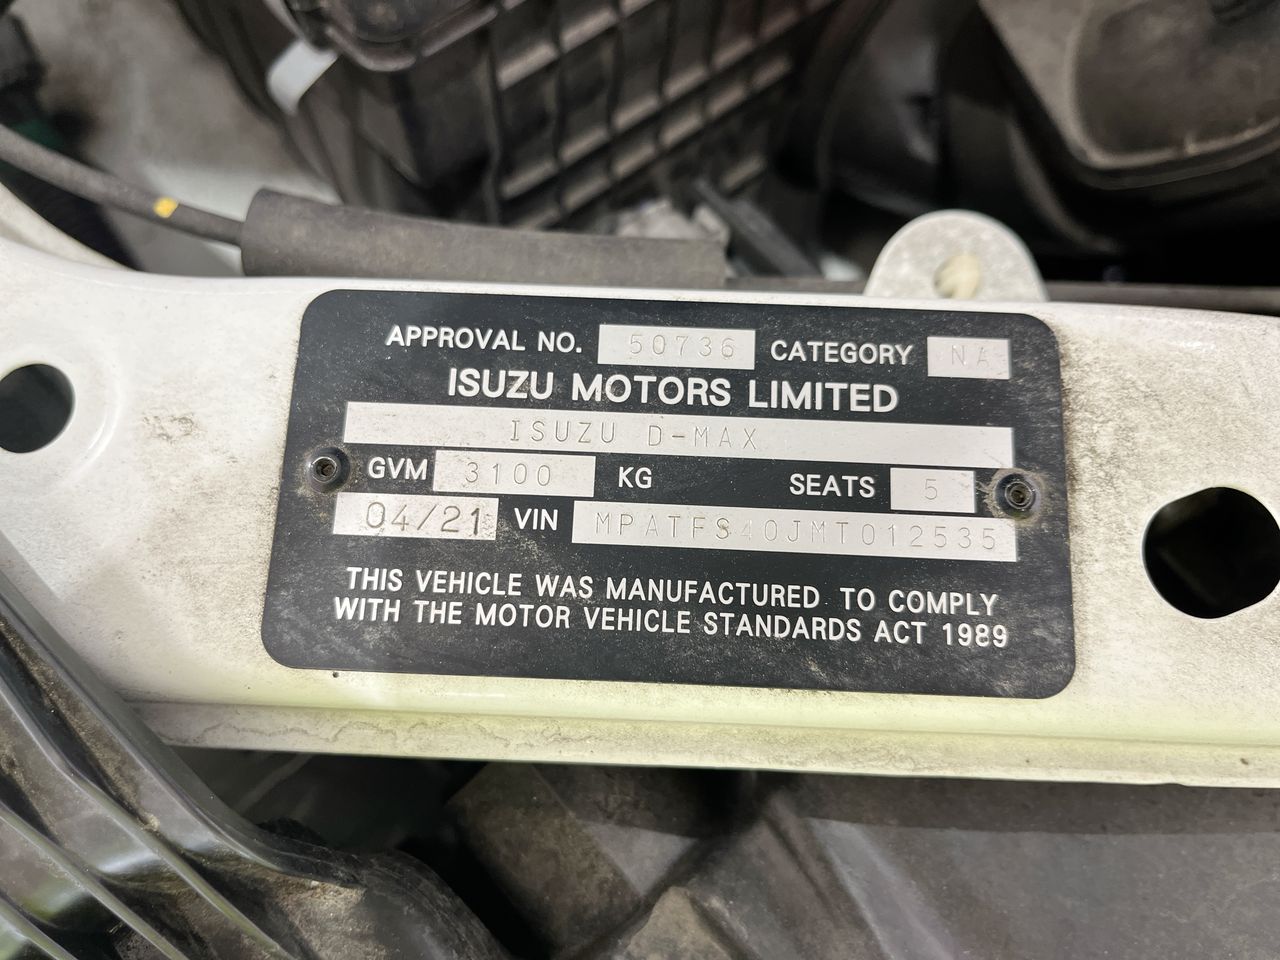 APPROVAL NO. 50736 CATEGORY NA
ISUZU MOTORS LIMITED
ISUZU D-MAX
GVM 3100 KG SEATS 5
04/21 VIN MPATFS40JMT012535
THIS VEHICLE WAS MANUFACTURED TO COMPLY
WITH THE MOTOR VEHICLE STANDARDS ACT 1989